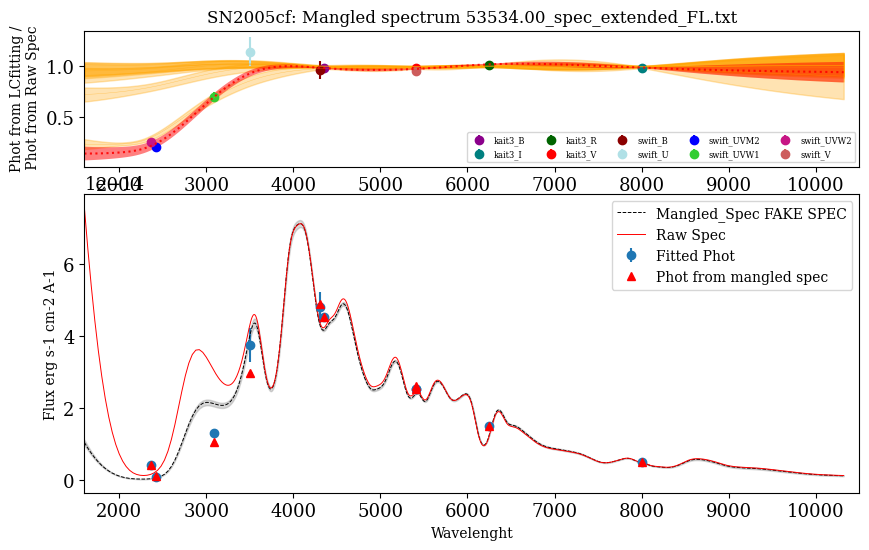 SN2005cf: Mangled spectrum 53534.00_spec_extended_FL.txt
Phot from LCfitting /
Phot from Raw Spec
1.0
0.5
kait3_B kait3_R swift_B swift_UVM2 swift_UVW2
kait3_I kait3_V swift_U swift_UVW1 swift_V
2000 3000 4000 5000 6000 7000 8000 9000 10000
1e−14
Flux erg s-1 cm-2 A-1
6
4
2
0
Mangled_Spec FAKE SPEC
Raw Spec
Fitted Phot
Phot from mangled spec
2000 3000 4000 5000 6000 7000 8000 9000 10000
Wavelenght